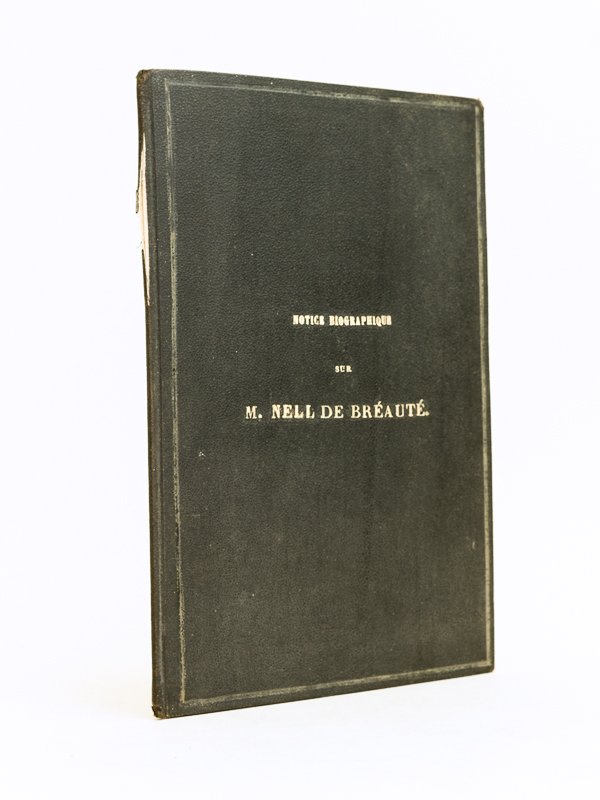 NOTICE BIOGRAPHIQUE
SUR
M. NELL DE BRÉAUTÉ.